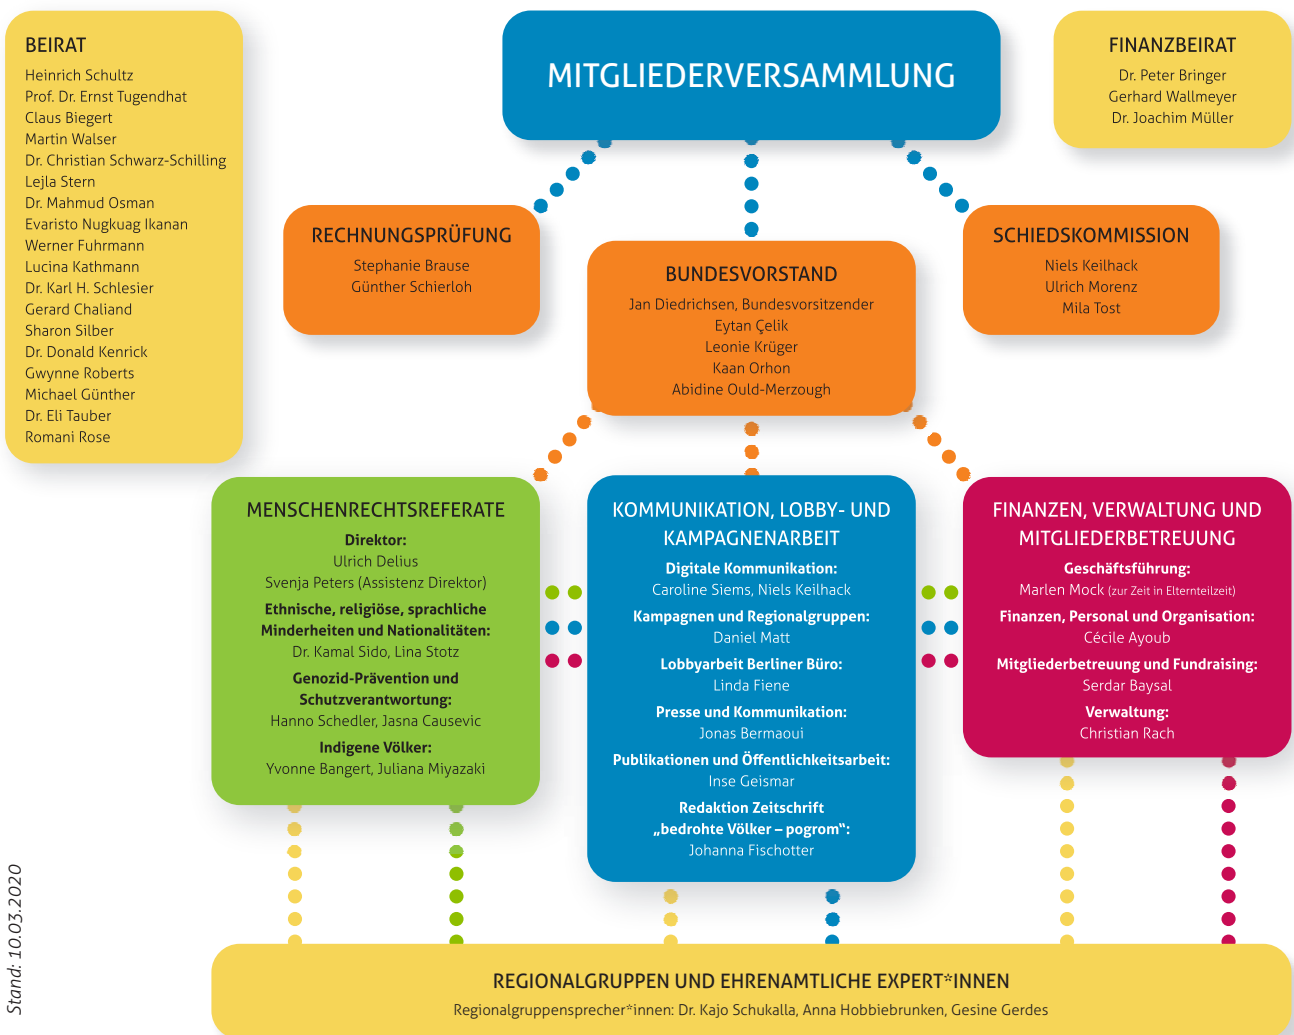 BEIRAT
Heinrich Schultz
Prof. Dr. Ernst Tugendhat
Claus Biegert
Martin Walser
Dr. Christian Schwarz-Schilling
Lejla Stern
Dr. Mahmud Osman
Evaristo Nugkuag Ikanan
Werner Fuhrmann
Lucina Kathmann
Dr. Karl H. Schlesier
Gerard Chaliand
Sharon Silber
Dr. Donald Kenrick
Gwynne Roberts
Michael Günther
Dr. Eli Tauber
Romani Rose
MITGLIEDERVERSAMMLUNG
FINANZBEIRAT
Dr. Peter Bringer
Gerhard Wallmeyer
Dr. Joachim Müller
RECHNUNGSPRÜFUNG
Stephanie Brause
Günther Schierloh
BUNDESVORSTAND
Jan Diedrichsen, Bundesvorsitzender
Eytan Çelik
Leonie Krüger
Kaan Orhon
Abidine Ould-Merzough
SCHIEDSKOMMISSION
Niels Keilhack
Ulrich Morenz
Mila Tost
MENSCHENRECHTSREFERATE
Direktor:
Ulrich Delius
Svenja Peters (Assistenz Direktor)
Ethnische, religiöse, sprachliche
Minderheiten und Nationalitäten:
Dr. Kamal Sido, Lina Stotz
Genozid-Prävention und
Schutzverantwortung:
Hanno Schedler, Jasna Causevic
Indigene Völker:
Yvonne Bangert, Juliana Miyazaki
KOMMUNIKATION, LOBBY- UND
KAMPAGNENARBEIT
Digitale Kommunikation:
Caroline Siems, Niels Keilhack
Kampagnen und Regionalgruppen:
Daniel Matt
Lobbyarbeit Berliner Büro:
Linda Fiene
Presse und Kommunikation:
Jonas Bermaoui
Publikationen und Öffentlichkeitsarbeit:
Inse Geismar
Redaktion Zeitschrift
„bedrohte Völker – pogrom“:
Johanna Fischotter
FINANZEN, VERWALTUNG UND
MITGLIEDERBETREUUNG
Geschäftsführung:
Marlen Mock (zur Zeit in Elternteilzeit)
Finanzen, Personal und Organisation:
Cécile Ayoub
Mitgliederbetreuung und Fundraising:
Serdar Baysal
Verwaltung:
Christian Rach
REGIONALGRUPPEN UND EHRENAMTLICHE EXPERT*INNEN
Regionalgruppensprecher*innen: Dr. Kajo Schukalla, Anna Hobbiebrunken, Gesine Gerdes
Stand: 10.03.2020